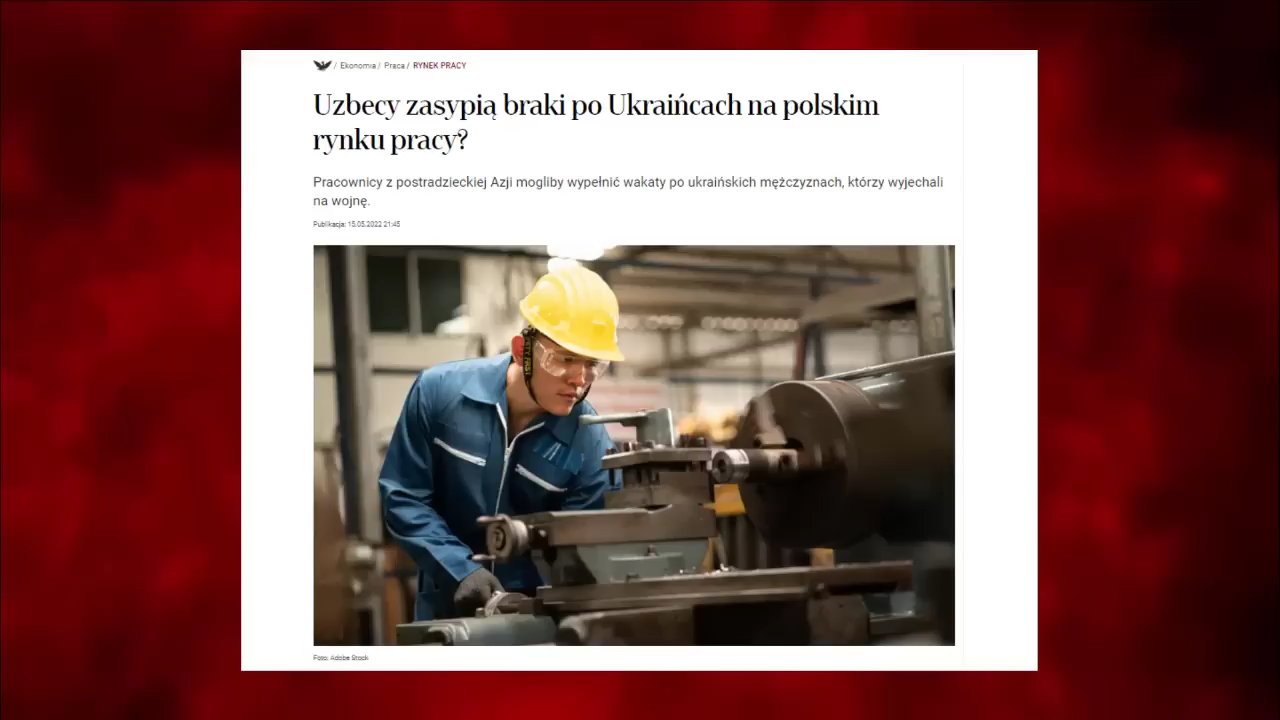 / Ekonomia / Praca / RYNEK PRACY
Uzbecy zasypią braki po Ukraińcach na polskim
rynku pracy?
Pracownicy z postradzieckiej Azji mogliby wypełnić wakaty po ukraińskich mężczyznach, którzy wyjechali
na wojnę.
Publikacja: 15.05.2022 21:45
Foto: Adobe Stock